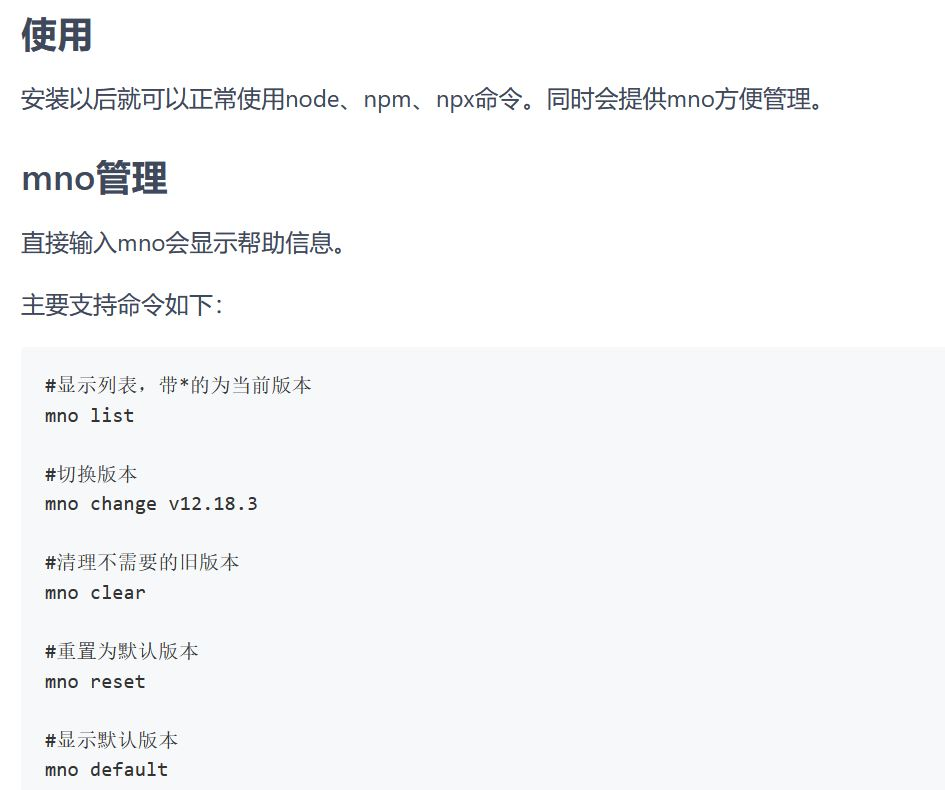 使用
安装以后就可以正常使用node、npm、npx命令。同时会提供mno方便管理。
mno管理
直接输入mno会显示帮助信息。
主要支持命令如下：
#显示列表，带*的为当前版本
mno list
#切换版本
mno change v12.18.3
#清理不需要的旧版本
mno clear
#重置为默认版本
mno reset
#显示默认版本
mno default